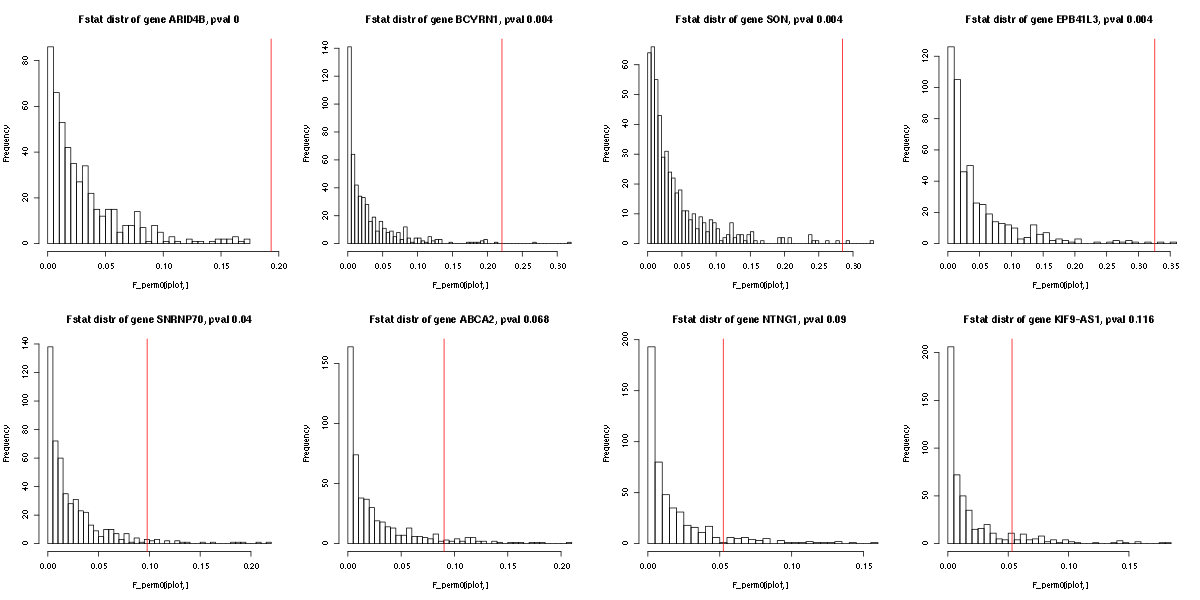 Fstat distr of gene ARID4B, pval 0
Frequency
0 20 40 60 80
0.00 0.05 0.10 0.15 0.20
F_perm0[iplot, ]
Fstat distr of gene BCYRN1, pval 0.004
Frequency
0 20 40 60 80 100 120 140
0.00 0.05 0.10 0.15 0.20 0.25 0.30
F_perm0[iplot, ]
Fstat distr of gene SON, pval 0.004
Frequency
0 10 20 30 40 50 60
0.00 0.05 0.10 0.15 0.20 0.25 0.30
F_perm0[iplot, ]
Fstat distr of gene EPB41L3, pval 0.004
Frequency
0 20 40 60 80 100 120
0.00 0.05 0.10 0.15 0.20 0.25 0.30 0.35
F_perm0[iplot, ]
Fstat distr of gene SNRNP70, pval 0.04
Frequency
0 20 40 60 80 100 120 140
0.00 0.05 0.10 0.15 0.20
F_perm0[iplot, ]
Fstat distr of gene ABCA2, pval 0.068
Frequency
0 50 100 150
0.00 0.05 0.10 0.15 0.20
F_perm0[iplot, ]
Fstat distr of gene NTNG1, pval 0.09
Frequency
0 50 100 150 200
0.00 0.05 0.10 0.15
F_perm0[iplot, ]
Fstat distr of gene KIF9-AS1, pval 0.116
Frequency
0 50 100 150 200
0.00 0.05 0.10 0.15
F_perm0[iplot, ]